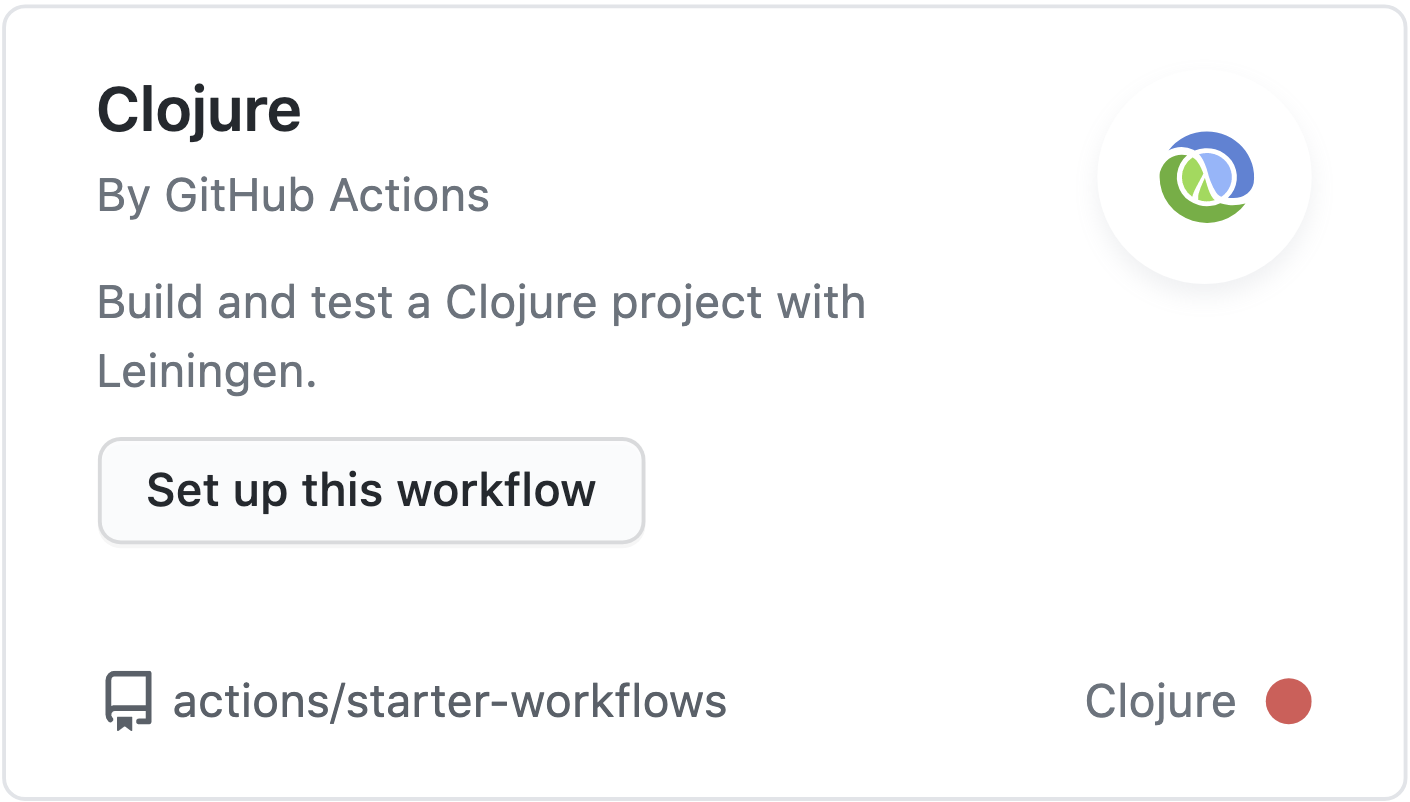 Clojure
By GitHub Actions
Build and test a Clojure project with
Leiningen.
Set up this workflow
actions/starter-workflows
Clojure